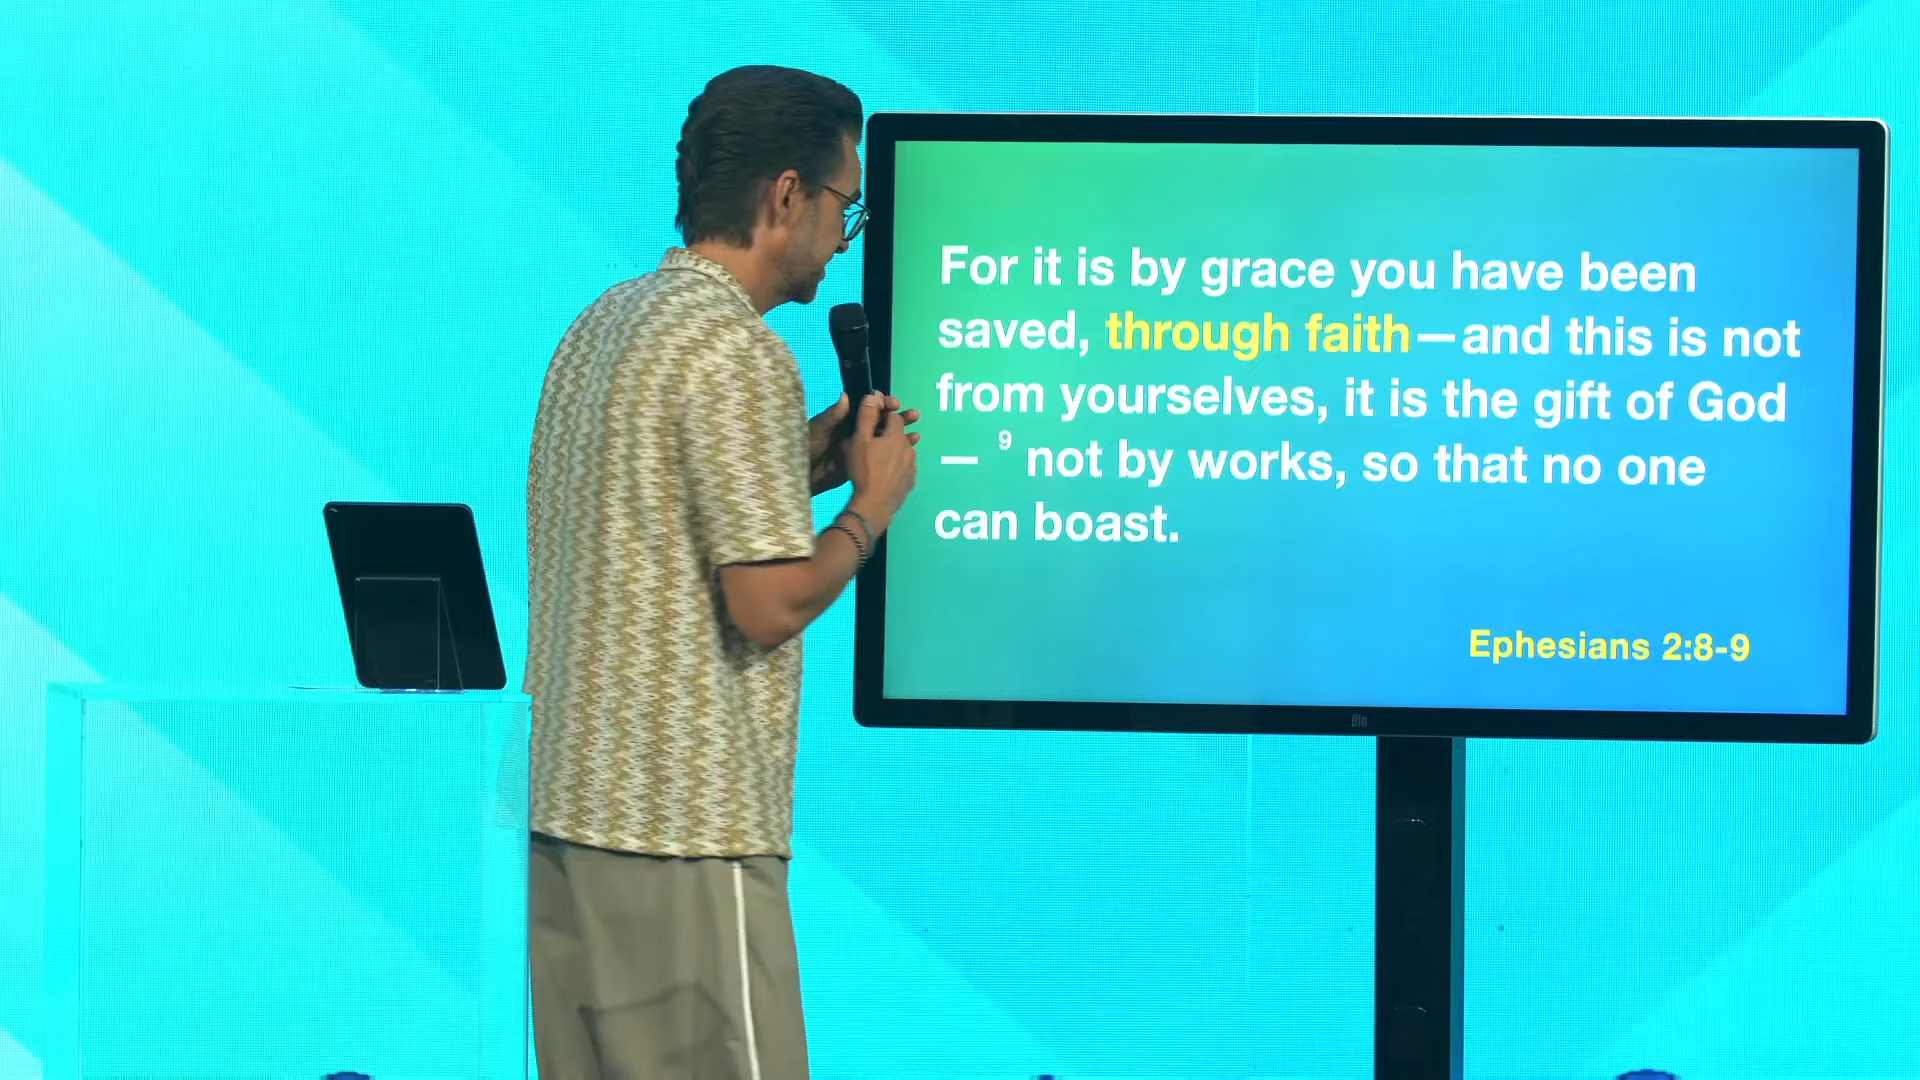 For it is by grace you have been
saved, through faith—and this is not
from yourselves, it is the gift of God
— ⁹ not by works, so that no one
can boast.
Ephesians 2:8-9
elo